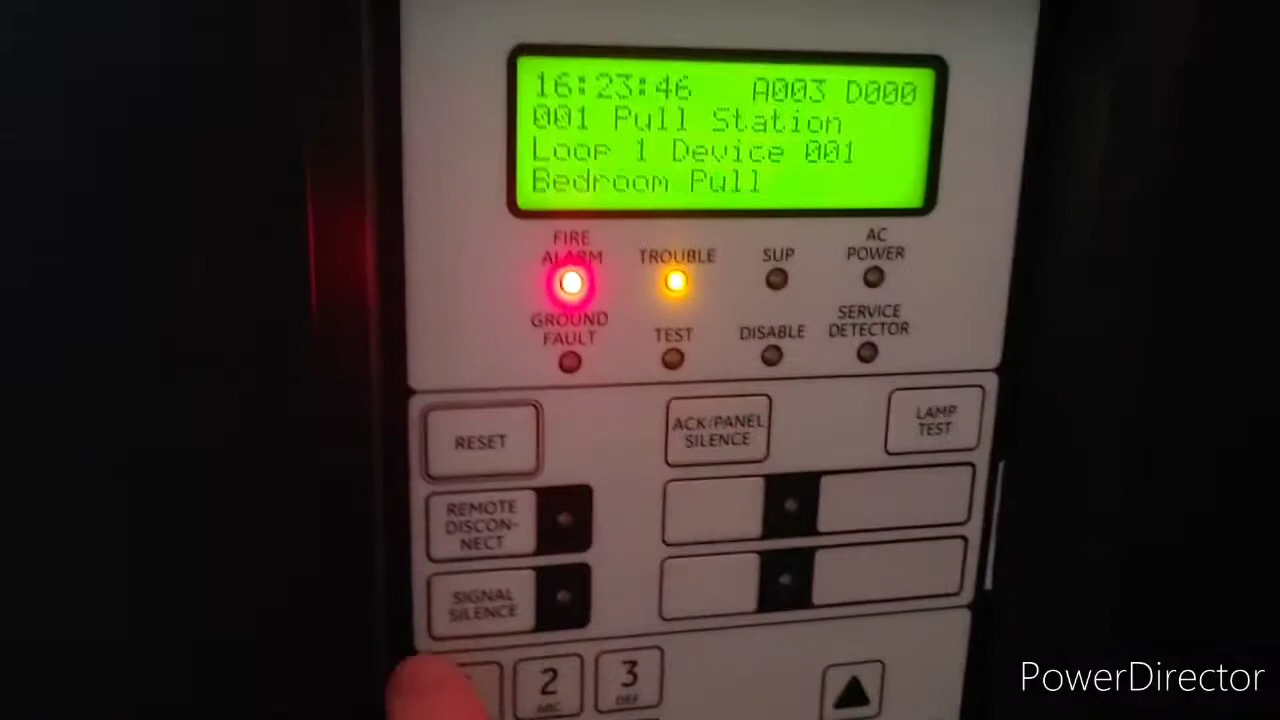 16:23:46 A003 D000
001 Pull Station
Loop 1 Device 001
Bedroom Pull
FIRE
ALARM
TROUBLE
SUP
AC
POWER
GROUND
FAULT
TEST
DISABLE
SERVICE
DETECTOR
RESET
ACK/PANEL
SILENCE
LAMP
TEST
REMOTE
DISCON-
NECT
SIGNAL
SILENCE
2
ABC
3
DEF
PowerDirector